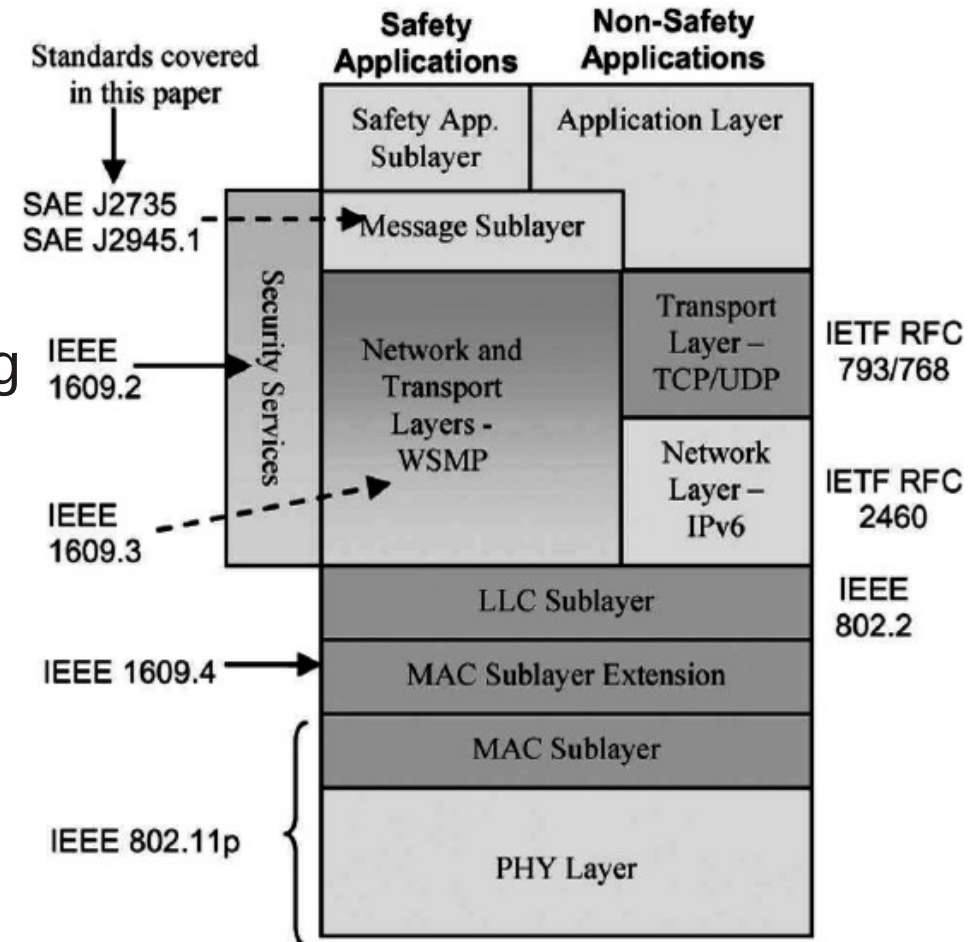 Safety
Applications
Non-Safety
Applications
Standards covered
in this paper
Safety App.
Sublayer
Application Layer
SAE J2735
SAE J2945.1
Message Sublayer
Security Services
g
IEEE
1609.2
Network and
Transport
Layers -
WSMP
Transport
Layer –
TCP/UDP
IETF RFC
793/768
IEEE
1609.3
Network
Layer –
IPv6
IETF RFC
2460
LLC Sublayer
IEEE
802.2
IEEE 1609.4
MAC Sublayer Extension
MAC Sublayer
IEEE 802.11p
PHY Layer